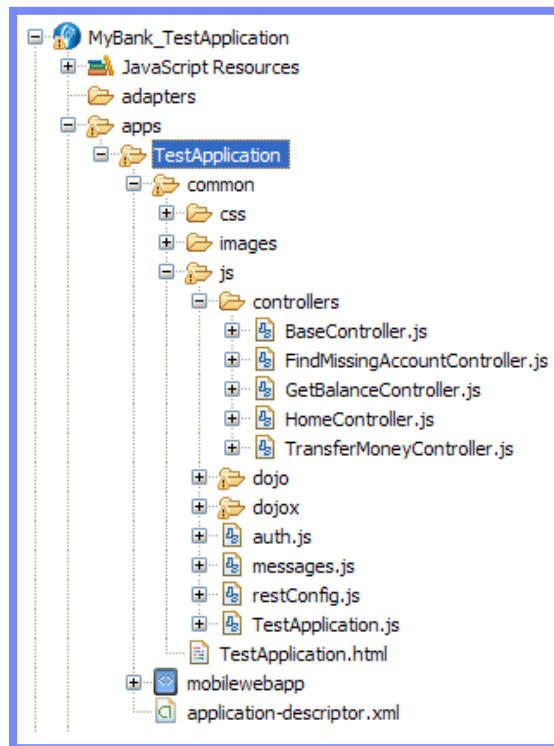 MyBank_TestApplication
JavaScript Resources
adapters
apps
TestApplication
common
css
images
js
controllers
BaseController.js
FindMissingAccountController.js
GetBalanceController.js
HomeController.js
TransferMoneyController.js
dojo
dojox
auth.js
messages.js
restConfig.js
TestApplication.js
TestApplication.html
mobilewebapp
application-descriptor.xml